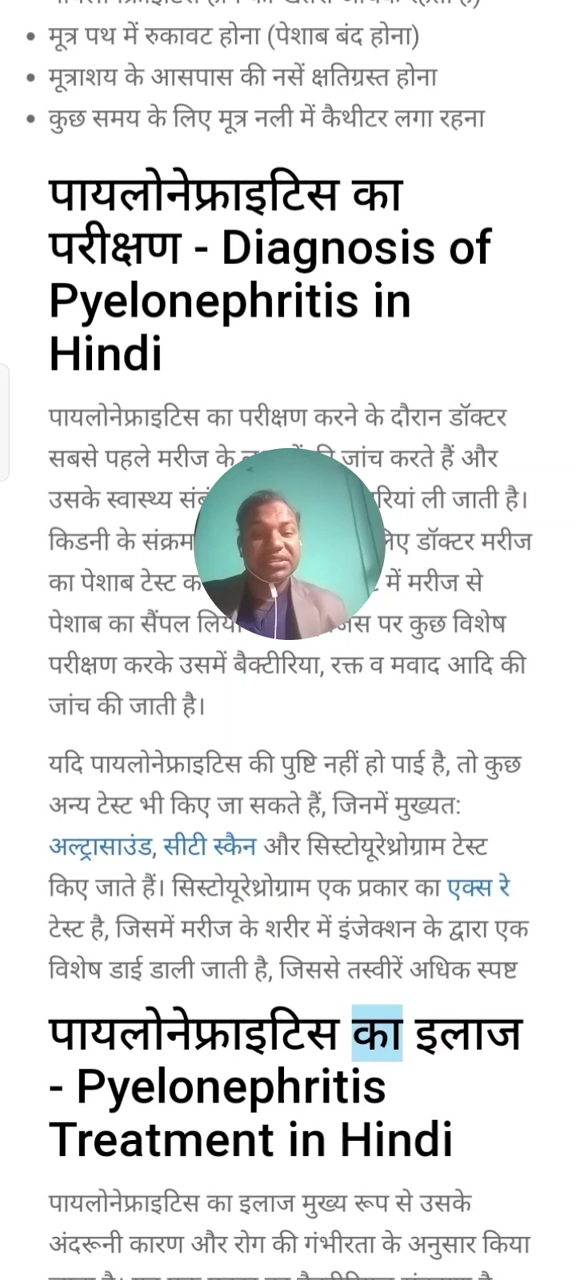 • मूत्र पथ में रुकावट होना (पेशाब बंद होना)
• मूत्राशय के आसपास की नसें क्षतिग्रस्त होना
• कुछ समय के लिए मूत्र नली में कैथीटर लगा रहना
पायलोनेफ्राइटिस का
परीक्षण - Diagnosis of
Pyelonephritis in
Hindi
पायलोनेफ्राइटिस का परीक्षण करने के दौरान डॉक्टर
सबसे पहले मरीज के जांच करते हैं और
उसके स्वास्थ्य ली जाती है।
किडनी के डॉक्टर मरीज
का पेशाब टेस्ट में मरीज से
पेशाब का सैंपल पर कुछ विशेष
परीक्षण करके उसमें बैक्टीरिया, रक्त व मवाद आदि की
जांच की जाती है।
यदि पायलोनेफ्राइटिस की पुष्टि नहीं हो पाई है, तो कुछ
अन्य टेस्ट भी किए जा सकते हैं, जिनमें मुख्यत:
अल्ट्रासाउंड, सीटी स्कैन और सिस्टोयूरेथ्रोग्राम टेस्ट
किए जाते हैं। सिस्टोयूरेथ्रोग्राम एक प्रकार का एक्स रे
टेस्ट है, जिसमें मरीज के शरीर में इंजेक्शन के द्वारा एक
विशेष डाई डाली जाती है, जिससे तस्वीरें अधिक स्पष्ट
पायलोनेफ्राइटिस का इलाज
- Pyelonephritis
Treatment in Hindi
पायलोनेफ्राइटिस का इलाज मुख्य रूप से उसके
अंदरूनी कारण और रोग की गंभीरता के अनुसार किया